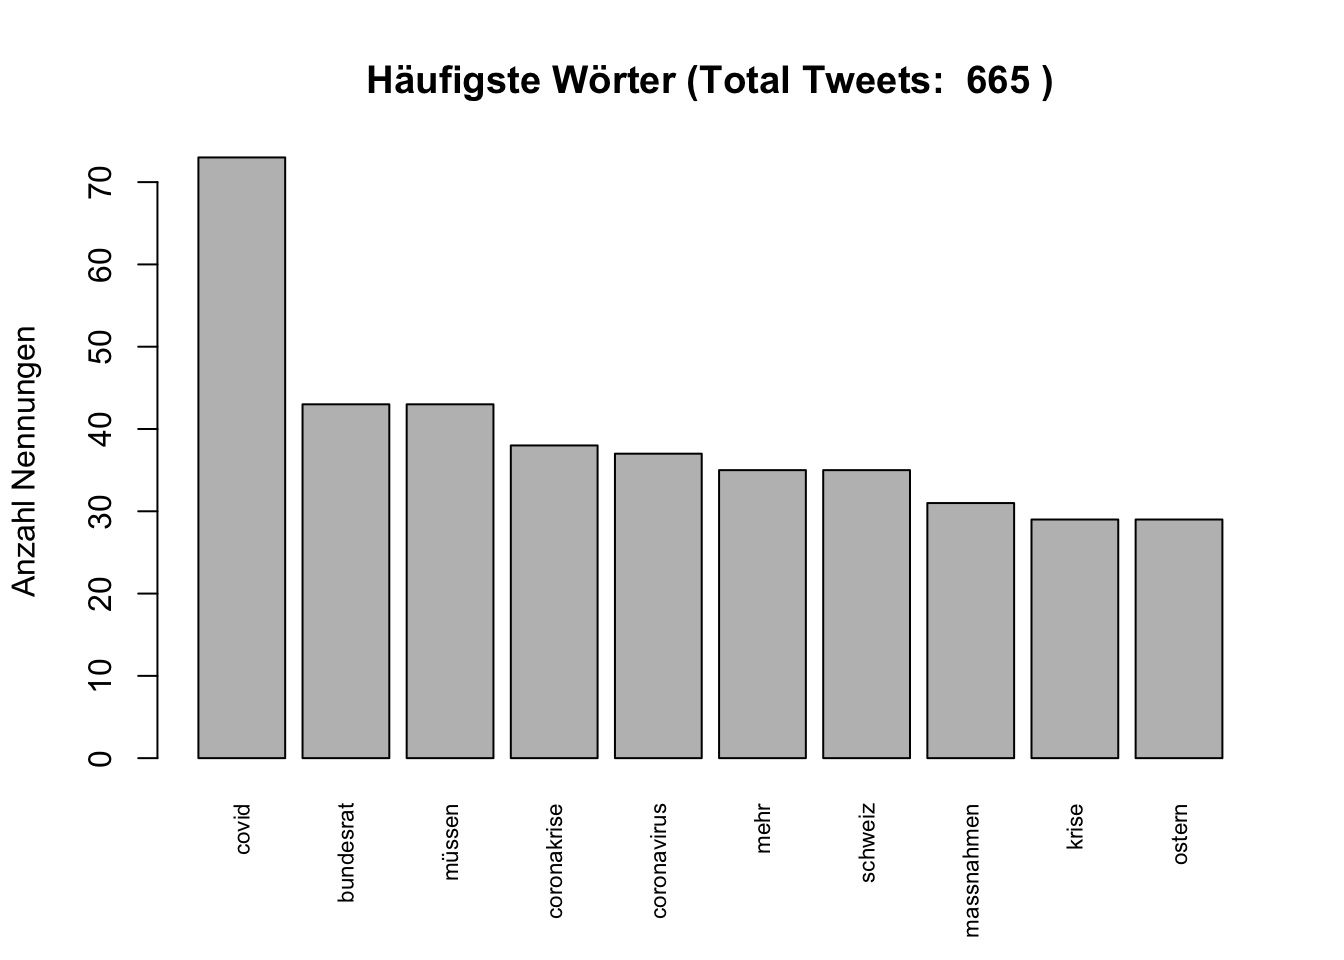 Häufigste Wörter (Total Tweets:  665 )
Anzahl Nennungen
70
60
50
40
30
20
10
0
covid
bundesrat
müssen
coronakrise
coronavirus
mehr
schweiz
massnahmen
krise
ostern